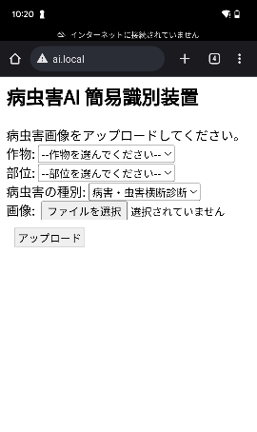 10:20
インターネットに接続されていません
ai.local
4
病虫害AI 簡易識別装置
病虫害画像をアップロードしてください。
作物: --作物を選んでください--
部位: --部位を選んでください--
病虫害の種別: 病害・虫害横断診断
画像: ファイルを選択 選択されていません
アップロード